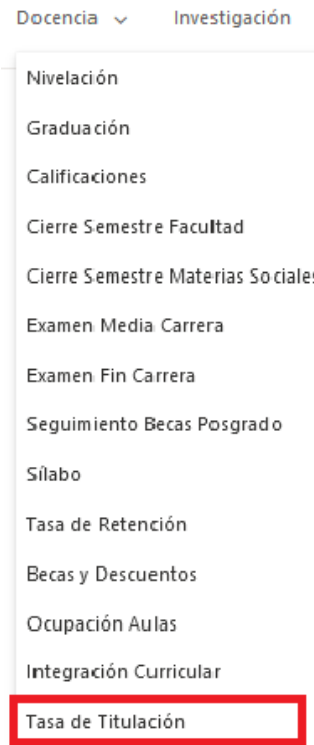 Docencia Investigación
Nivelación
Graduación
Calificaciones
Cierre Semestre Facultad
Cierre Semestre Materias Sociales
Examen Media Carrera
Examen Fin Carrera
Seguimiento Becas Posgrado
Sílabo
Tasa de Retención
Becas y Descuentos
Ocupación Aulas
Integración Curricular
Tasa de Titulación